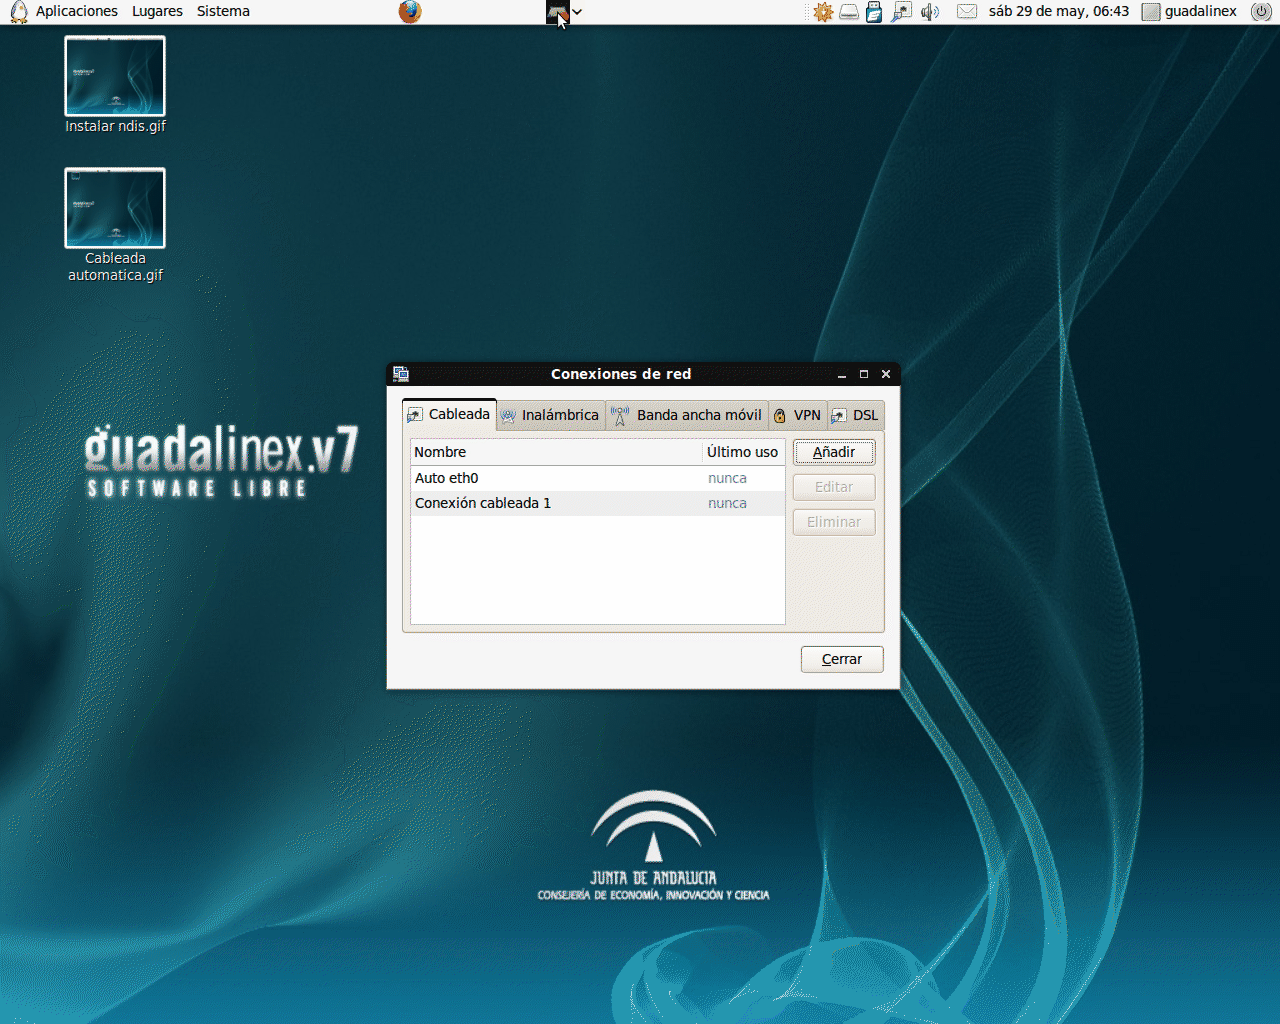 Aplicaciones Lugares Sistema sáb 29 de may, 06:43 guadalinex
Instalar ndis.gif
Cableada
automatica.gif
guadalinex.v7
SOFTWARE LIBRE
Conexiones de red
Cableada Inalámbrica Banda ancha móvil VPN DSL
Nombre Último uso Añadir
Auto eth0 nunca Editar
Conexión cableada 1 nunca Eliminar
Cerrar
JUNTA DE ANDALUCIA
CONSEJERÍA DE ECONOMÍA, INNOVACIÓN Y CIENCIA